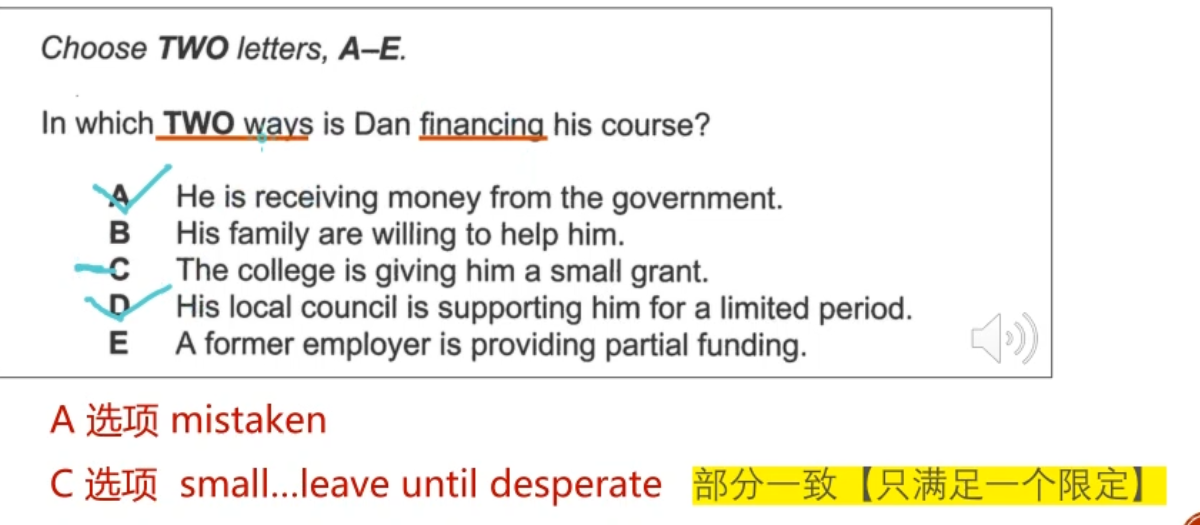 Choose TWO letters, A–E.
In which TWO ways is Dan financing his course?
A He is receiving money from the government.
B His family are willing to help him.
C The college is giving him a small grant.
D His local council is supporting him for a limited period.
E A former employer is providing partial funding.
A 选项 mistaken
C 选项 small...leave until desperate 部分一致【只满足一个限定】